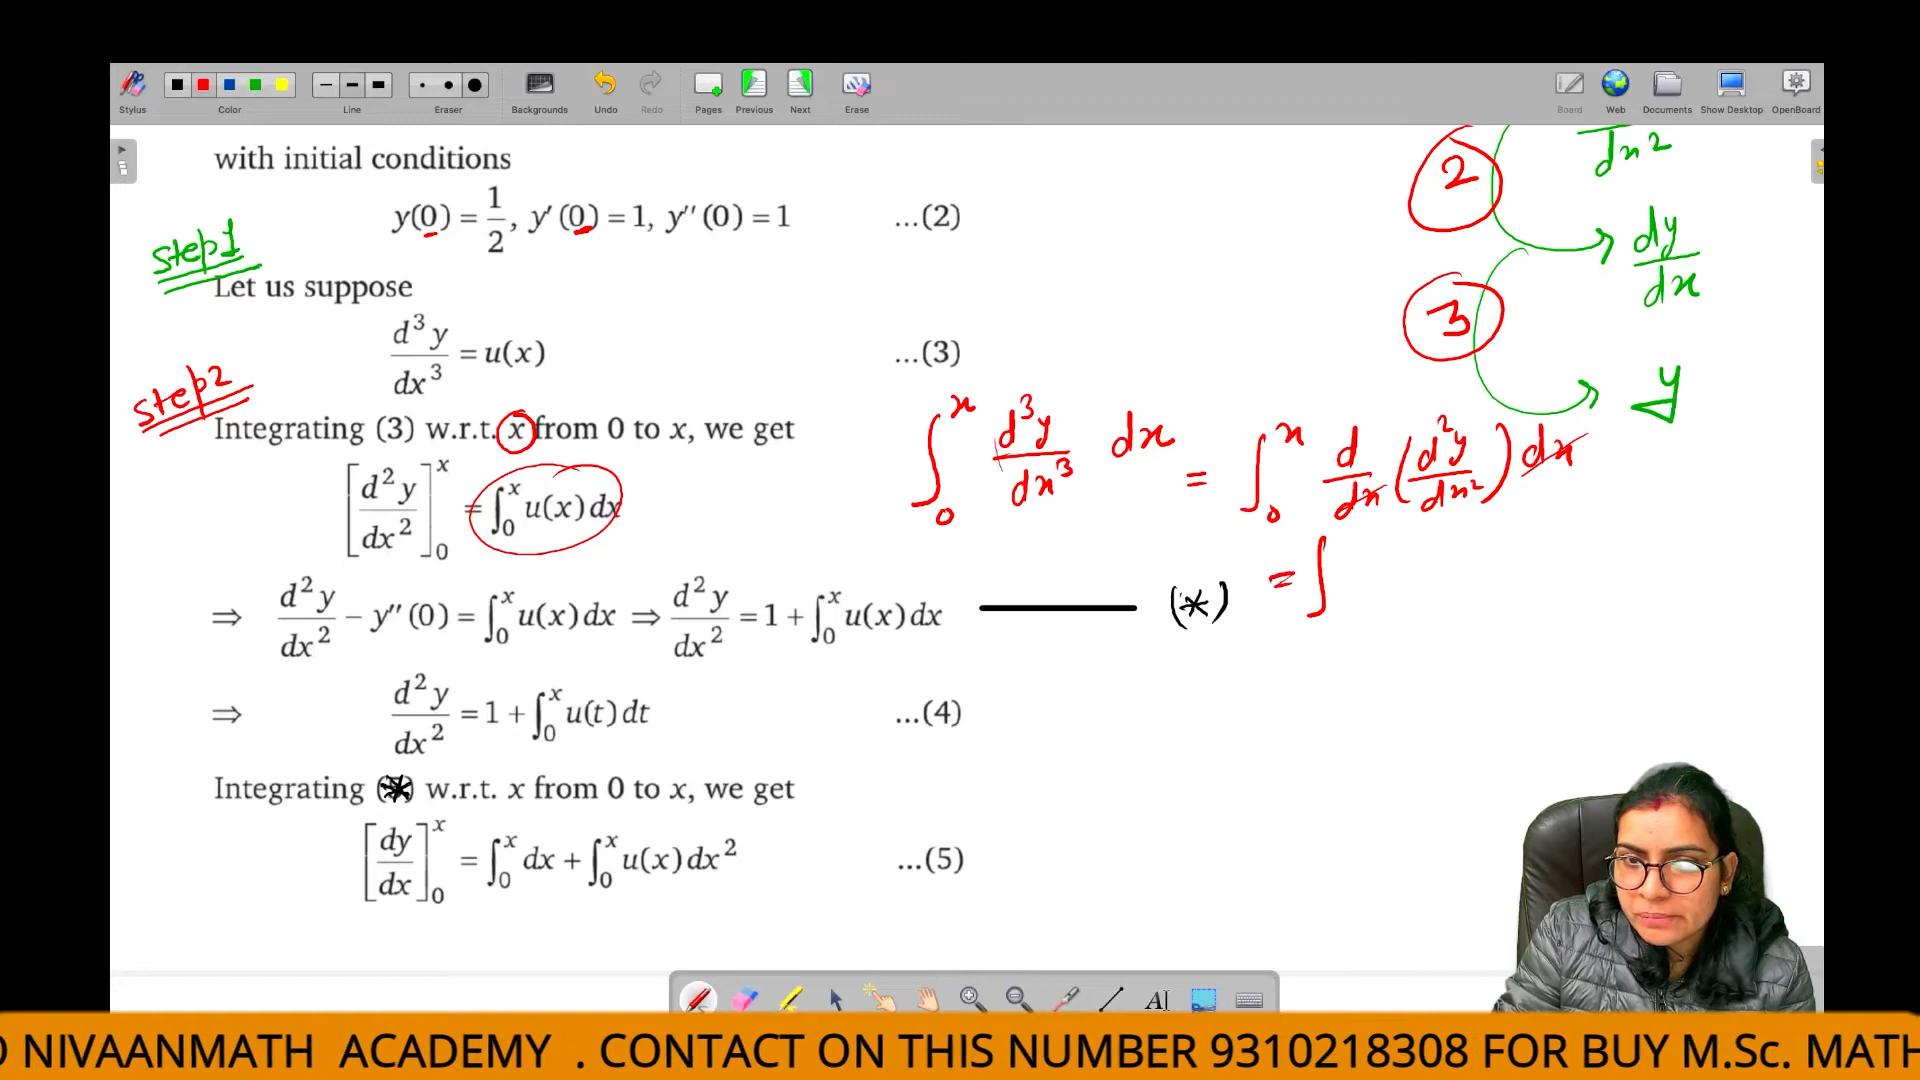 Stylus Color Line Eraser Backgrounds Undo Redo Pages Previous Next Erase Board Web Documents Show Desktop OpenBoard
with initial conditions
y(0) = 1/2, y′(0) = 1, y′′(0) = 1 ...(2)
step1
Let us suppose
d³y/dx³ = u(x) ...(3)
step2
Integrating (3) w.r.t. x from 0 to x, we get
[d²y/dx²]₀ˣ = ∫₀ˣ u(x) dx
⇒ d²y/dx² − y′′(0) = ∫₀ˣ u(x) dx ⇒ d²y/dx² = 1 + ∫₀ˣ u(x) dx (*)
⇒ d²y/dx² = 1 + ∫₀ˣ u(t) dt ...(4)
Integrating (*) w.r.t. x from 0 to x, we get
[dy/dx]₀ˣ = ∫₀ˣ dx + ∫₀ˣ u(x) dx² ...(5)
dx2
2
dy/dx
3
y
∫₀ˣ d³y/dx³ dx = ∫₀ˣ d/dx (d²y/dx²) dx
= ∫
NIVAANMATH ACADEMY . CONTACT ON THIS NUMBER 9310218308 FOR BUY M.Sc. MATH